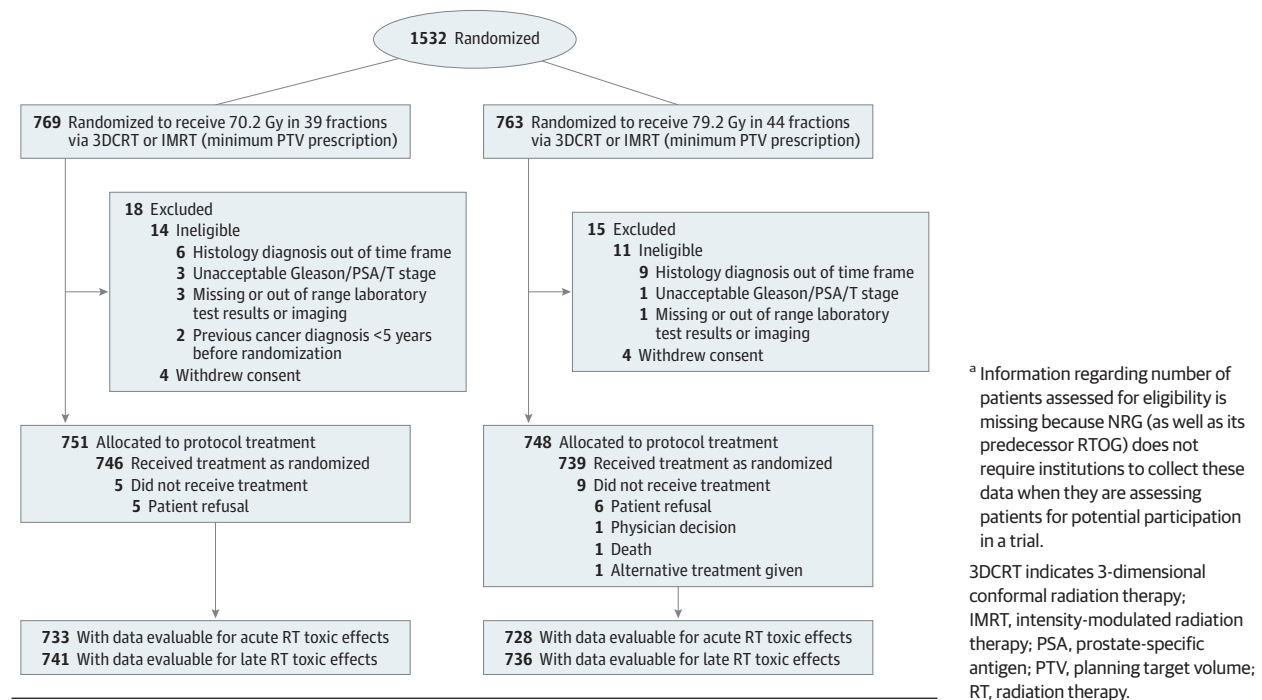 1532 Randomized
769 Randomized to receive 70.2 Gy in 39 fractions
via 3DCRT or IMRT (minimum PTV prescription)
18 Excluded
14 Ineligible
6 Histology diagnosis out of time frame
3 Unacceptable Gleason/PSA/T stage
3 Missing or out of range laboratory
test results or imaging
2 Previous cancer diagnosis <5 years
before randomization
4 Withdrew consent
751 Allocated to protocol treatment
746 Received treatment as randomized
5 Did not receive treatment
5 Patient refusal
733 With data evaluable for acute RT toxic effects
741 With data evaluable for late RT toxic effects
763 Randomized to receive 79.2 Gy in 44 fractions
via 3DCRT or IMRT (minimum PTV prescription)
15 Excluded
11 Ineligible
9 Histology diagnosis out of time frame
1 Unacceptable Gleason/PSA/T stage
1 Missing or out of range laboratory
test results or imaging
4 Withdrew consent
748 Allocated to protocol treatment
739 Received treatment as randomized
9 Did not receive treatment
6 Patient refusal
1 Physician decision
1 Death
1 Alternative treatment given
728 With data evaluable for acute RT toxic effects
736 With data evaluable for late RT toxic effects
a Information regarding number of
patients assessed for eligibility is
missing because NRG (as well as its
predecessor RTOG) does not
require institutions to collect these
data when they are assessing
patients for potential participation
in a trial.
3DCRT indicates 3-dimensional
conformal radiation therapy;
IMRT, intensity-modulated radiation
therapy; PSA, prostate-specific
antigen; PTV, planning target volume;
RT, radiation therapy.